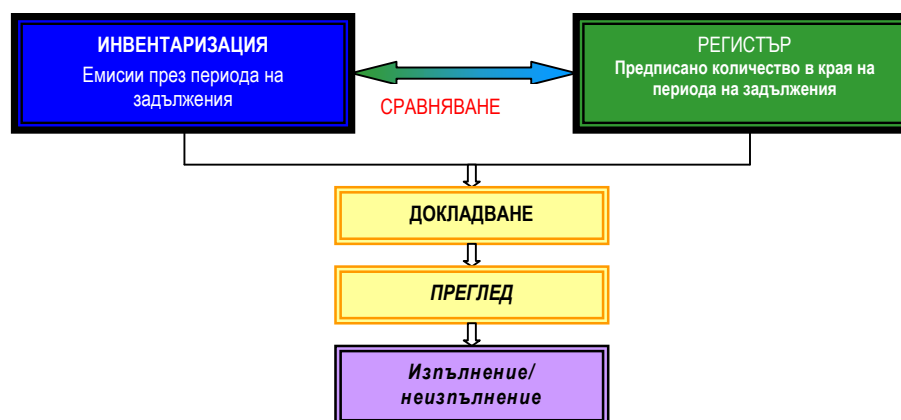 ИНВЕНТАРИЗАЦИЯ
Емисии през периода на
задължения
СРАВНЯВАНЕ
РЕГИСТЪР
Предписано количество в края на
периода на задължения
ДОКЛАДВАНЕ
ПРЕГЛЕД
Изпълнение/
неизпълнение